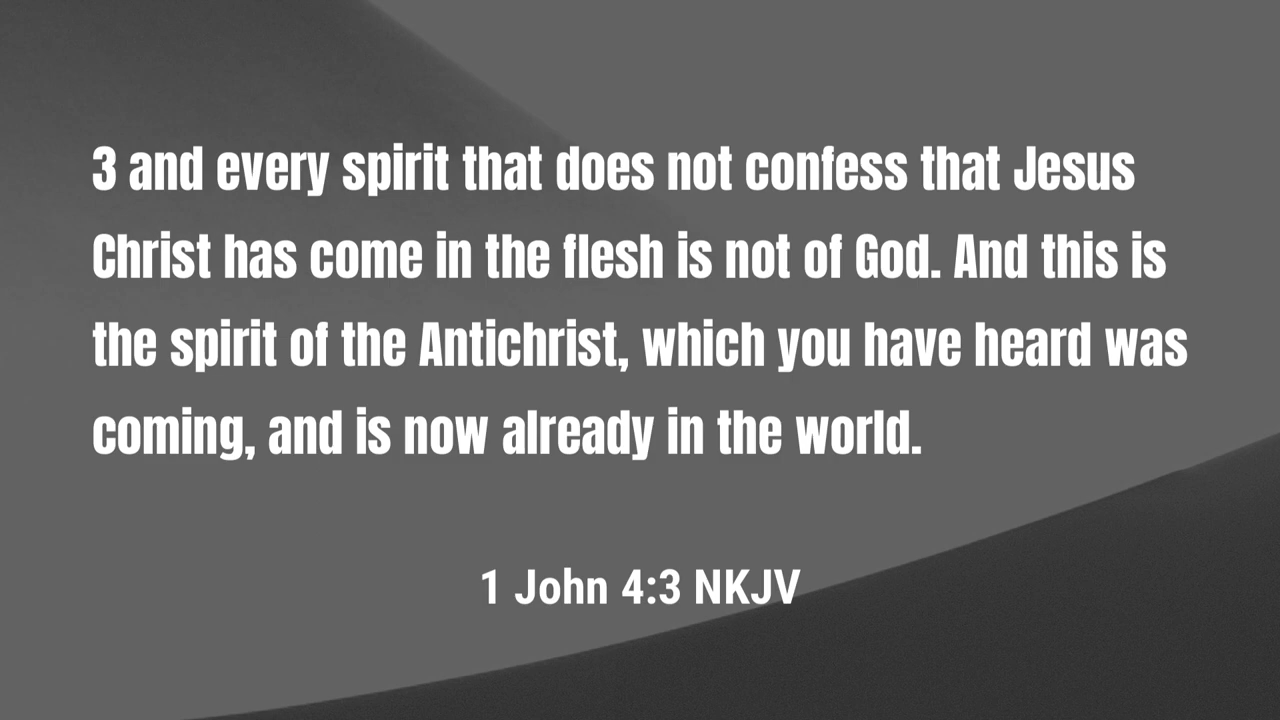 3 and every spirit that does not confess that Jesus
Christ has come in the flesh is not of God. And this is
the spirit of the Antichrist, which you have heard was
coming, and is now already in the world.
1 John 4:3 NKJV